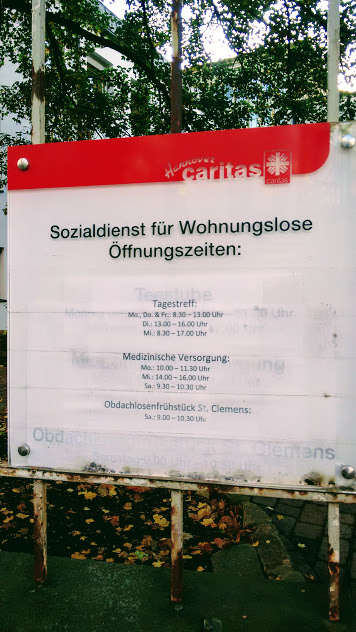 Hannover
caritas
caritas
Sozialdienst für Wohnungslose
Öffnungszeiten:
Teestube
Tagestreff:
Mo., Do. & Fr.: 8.30 – 13.00 Uhr
Di.: 13.00 – 16.00 Uhr
Mi.: 8.30 – 17.00 Uhr
Medizinische Versorgung:
Mo.: 10.00 – 11.30 Uhr
Mi.: 14.00 – 16.00 Uhr
Sa.: 9.30 – 10.30 Uhr
Obdachlosenfrühstück St. Clemens:
Sa.: 9.00 – 10.30 Uhr
Clemens